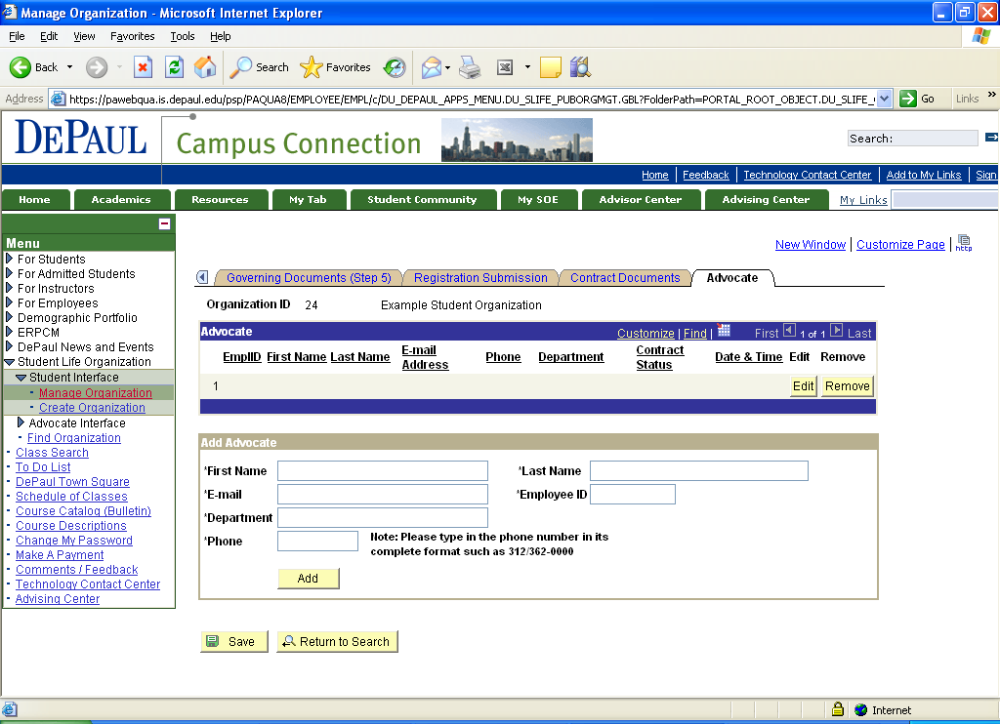 Manage Organization - Microsoft Internet Explorer
File Edit View Favorites Tools Help
Back Search Favorites
Address https://pawebqua.is.depaul.edu/psp/PAQUA8/EMPLOYEE/EMPL/c/DU_DEPAUL_APPS_MENU.DU_SLIFE_PUBORGMGT.GBL?FolderPath=PORTAL_ROOT_OBJECT.DU_SLIFE_ Go Links »
DEPAUL Campus Connection
Search:
Home Feedback Technology Contact Center Add to My Links Sign
Home Academics Resources My Tab Student Community My SOE Advisor Center Advising Center My Links
Menu
For Students
For Admitted Students
For Instructors
For Employees
Demographic Portfolio
ERPCM
DePaul News and Events
Student Life Organization
Student Interface
- Manage Organization
- Create Organization
Advocate Interface
- Find Organization
- Class Search
- To Do List
- DePaul Town Square
- Schedule of Classes
- Course Catalog (Bulletin)
- Course Descriptions
- Change My Password
- Make A Payment
- Comments / Feedback
- Technology Contact Center
- Advising Center
New Window | Customize Page | http
Governing Documents (Step 5) Registration Submission Contract Documents Advocate
Organization ID 24 Example Student Organization
Advocate Customize | Find | First 1 of 1 Last
EmplID First Name Last Name E-mail Address Phone Department Contract Status Date & Time Edit Remove
1 Edit Remove
Add Advocate
*First Name *Last Name
*E-mail *Employee ID
*Department
*Phone Note: Please type in the phone number in its
complete format such as 312/362-0000
Add
Save Return to Search
Internet